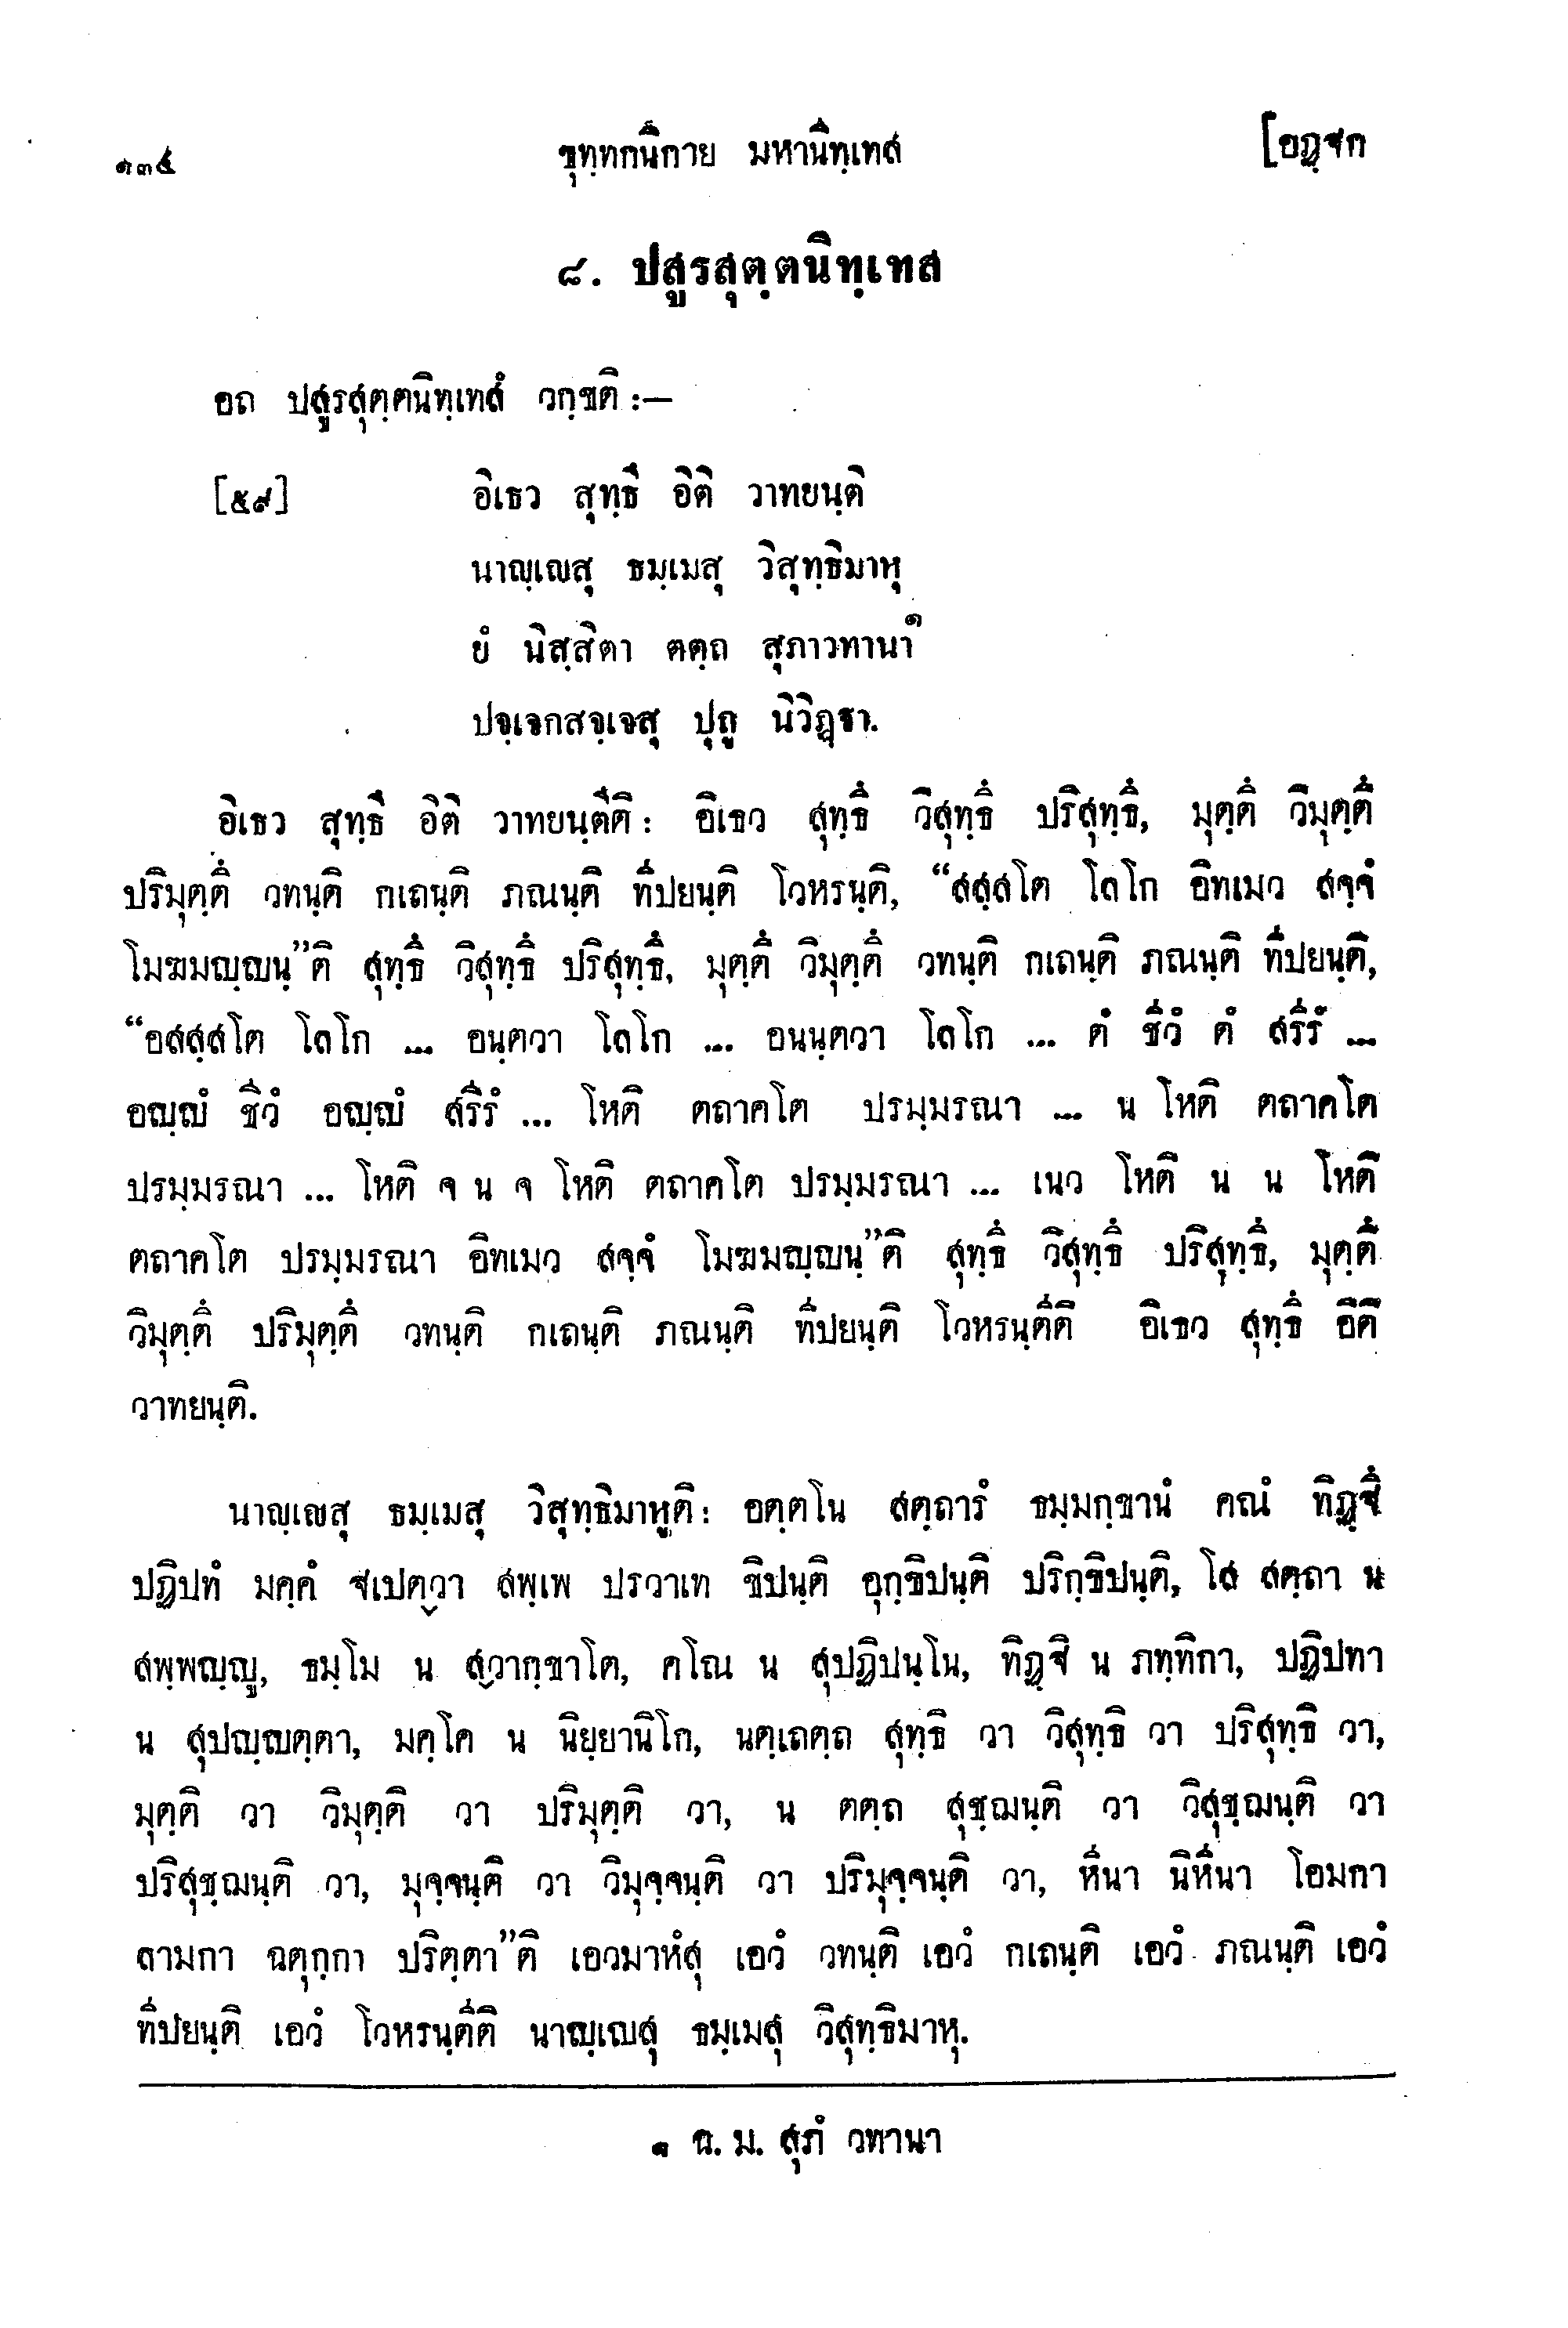 ๑๓๕ ขุทฺทกนิกาย มหานิทฺเทส [อฏฺฐก
๘. ปสูรสุตฺตนิทฺเทส
อถ ปสูรสุตฺตนิทฺเทสํ วกฺขติ :—
[๕๙] อิเธว สุทฺธึ อิติ วาทยนฺติ
นาญฺเญสุ ธมฺเมสุ วิสุทฺธิมาหุ
ยํ นิสฺสิตา ตตฺถ สุภาวทานา๑
ปจฺเจกสจฺเจสุ ปุถู นิวิฏฺฐา.
อิเธว สุทฺธึ อิติ วาทยนฺตีติ: อิเธว สุทฺธึ วิสุทฺธึ ปริสุทฺธึ, มุตฺตึ วิมุตฺตึ
ปริมุตฺตึ วทนฺติ กเถนฺติ ภณนฺติ ทีปยนฺติ โวหรนฺติ, “สสฺสโต โลโก อิทเมว สจฺจํ
โมฆมญฺญนฺ”ติ สุทฺธึ วิสุทฺธึ ปริสุทฺธึ, มุตฺตึ วิมุตฺตึ วทนฺติ กเถนฺติ ภณนฺติ ทีปยนฺติ,
“อสสฺสโต โลโก ... อนฺตวา โลโก ... อนนฺตวา โลโก ... ตํ ชีวํ ตํ สรีรํ ...
อญฺญํ ชีวํ อญฺญํ สรีรํ ... โหติ ตถาคโต ปรมฺมรณา ... น โหติ ตถาคโต
ปรมฺมรณา ... โหติ จ น จ โหติ ตถาคโต ปรมฺมรณา ... เนว โหติ น น โหติ
ตถาคโต ปรมฺมรณา อิทเมว สจฺจํ โมฆมญฺญนฺ”ติ สุทฺธึ วิสุทฺธึ ปริสุทฺธึ, มุตฺตึ
วิมุตฺตึ ปริมุตฺตึ วทนฺติ กเถนฺติ ภณนฺติ ทีปยนฺติ โวหรนฺตีติ อิเธว สุทฺธึ อิติ
วาทยนฺติ.
นาญฺเญสุ ธมฺเมสุ วิสุทฺธิมาหูติ: อตฺตโน สตฺถารํ ธมฺมกฺขานํ คณํ ทิฏฺฐึ
ปฏิปทํ มคฺคํ ฐเปตฺวา สพฺเพ ปรวาเท ขิปนฺติ อุกฺขิปนฺติ ปริกฺขิปนฺติ, โส สตฺถา น
สพฺพญฺญู, ธมฺโม น สฺวากฺขาโต, คโณ น สุปฏิปนฺโน, ทิฏฺฐิ น ภทฺทิกา, ปฏิปทา
น สุปญฺญตฺตา, มคฺโค น นิยฺยานิโก, นตฺเถตฺถ สุทฺธิ วา วิสุทฺธิ วา ปริสุทฺธิ วา,
มุตฺติ วา วิมุตฺติ วา ปริมุตฺติ วา, น ตตฺถ สุชฺฌนฺติ วา วิสุชฺฌนฺติ วา
ปริสุชฺฌนฺติ วา, มุจฺจนฺติ วา วิมุจฺจนฺติ วา ปริมุจฺจนฺติ วา, หีนา นิหีนา โอมกา
ลามกา ฉตุกฺกา ปริตฺตา”ติ เอวมาหํสุ เอวํ วทนฺติ เอวํ กเถนฺติ เอวํ ภณนฺติ เอวํ
ทีปยนฺติ เอวํ โวหรนฺตีติ นาญฺเญสุ ธมฺเมสุ วิสุทฺธิมาหุ.
๑ ฉ. ม. สุภํ วทานา